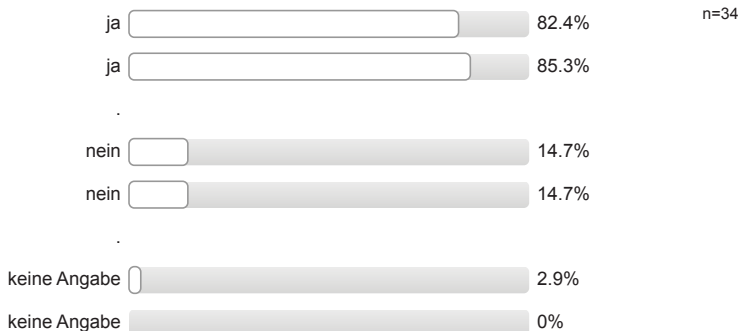 ja 82.4% n=34
ja 85.3%
.
nein 14.7%
nein 14.7%
.
keine Angabe 2.9%
keine Angabe 0%